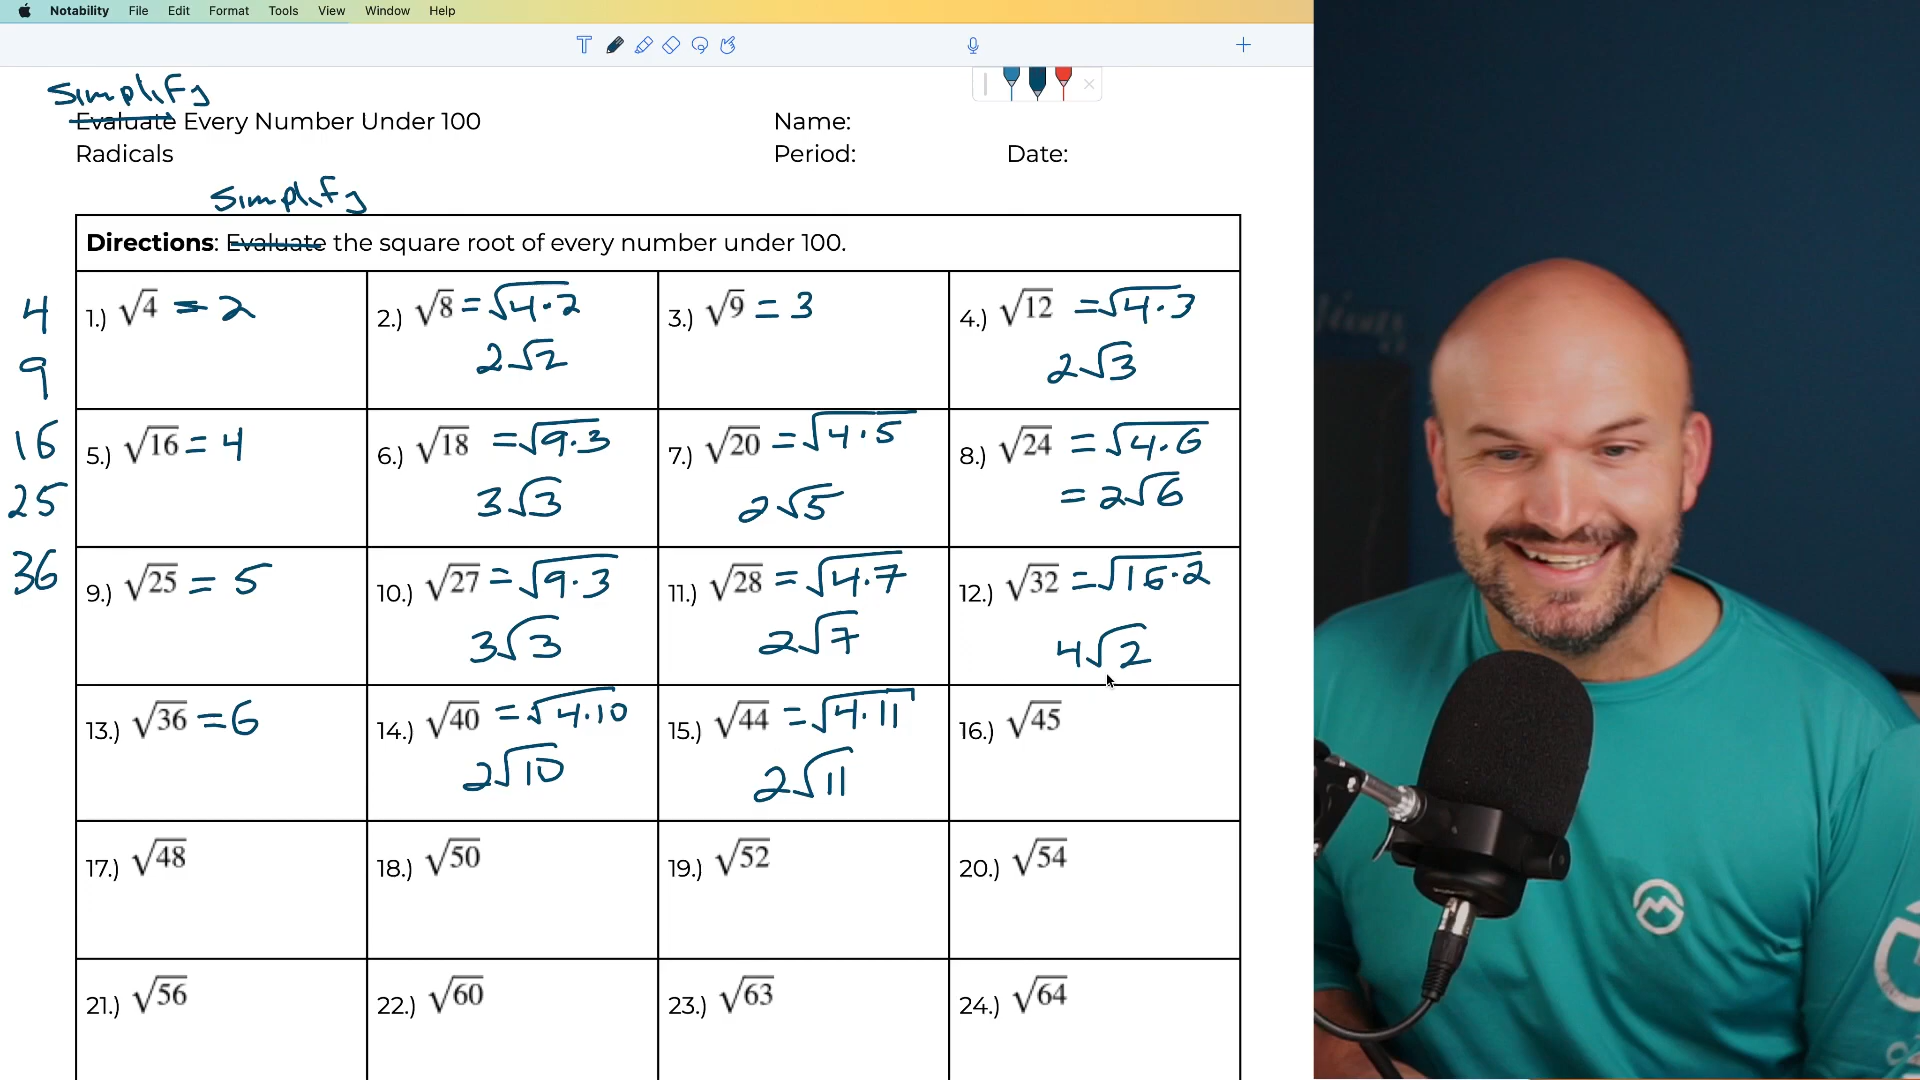 Notability File Edit Format Tools View Window Help
Simplify
Evaluate Every Number Under 100
Name:
Radicals
Period: Date:
Simplify
Directions: Evaluate the square root of every number under 100.
4
1.) √4 = 2
2.) √8 = √4·2
2√2
3.) √9 = 3
4.) √12 = √4·3
2√3
9
16
5.) √16 = 4
6.) √18 = √9·3
3√3
7.) √20 = √4·5
2√5
8.) √24 = √4·6
= 2√6
25
36
9.) √25 = 5
10.) √27 = √9·3
3√3
11.) √28 = √4·7
2√7
12.) √32 = √16·2
4√2
13.) √36 = 6
14.) √40 = √4·10
2√10
15.) √44 = √4·11
2√11
16.) √45
17.) √48
18.) √50
19.) √52
20.) √54
21.) √56
22.) √60
23.) √63
24.) √64